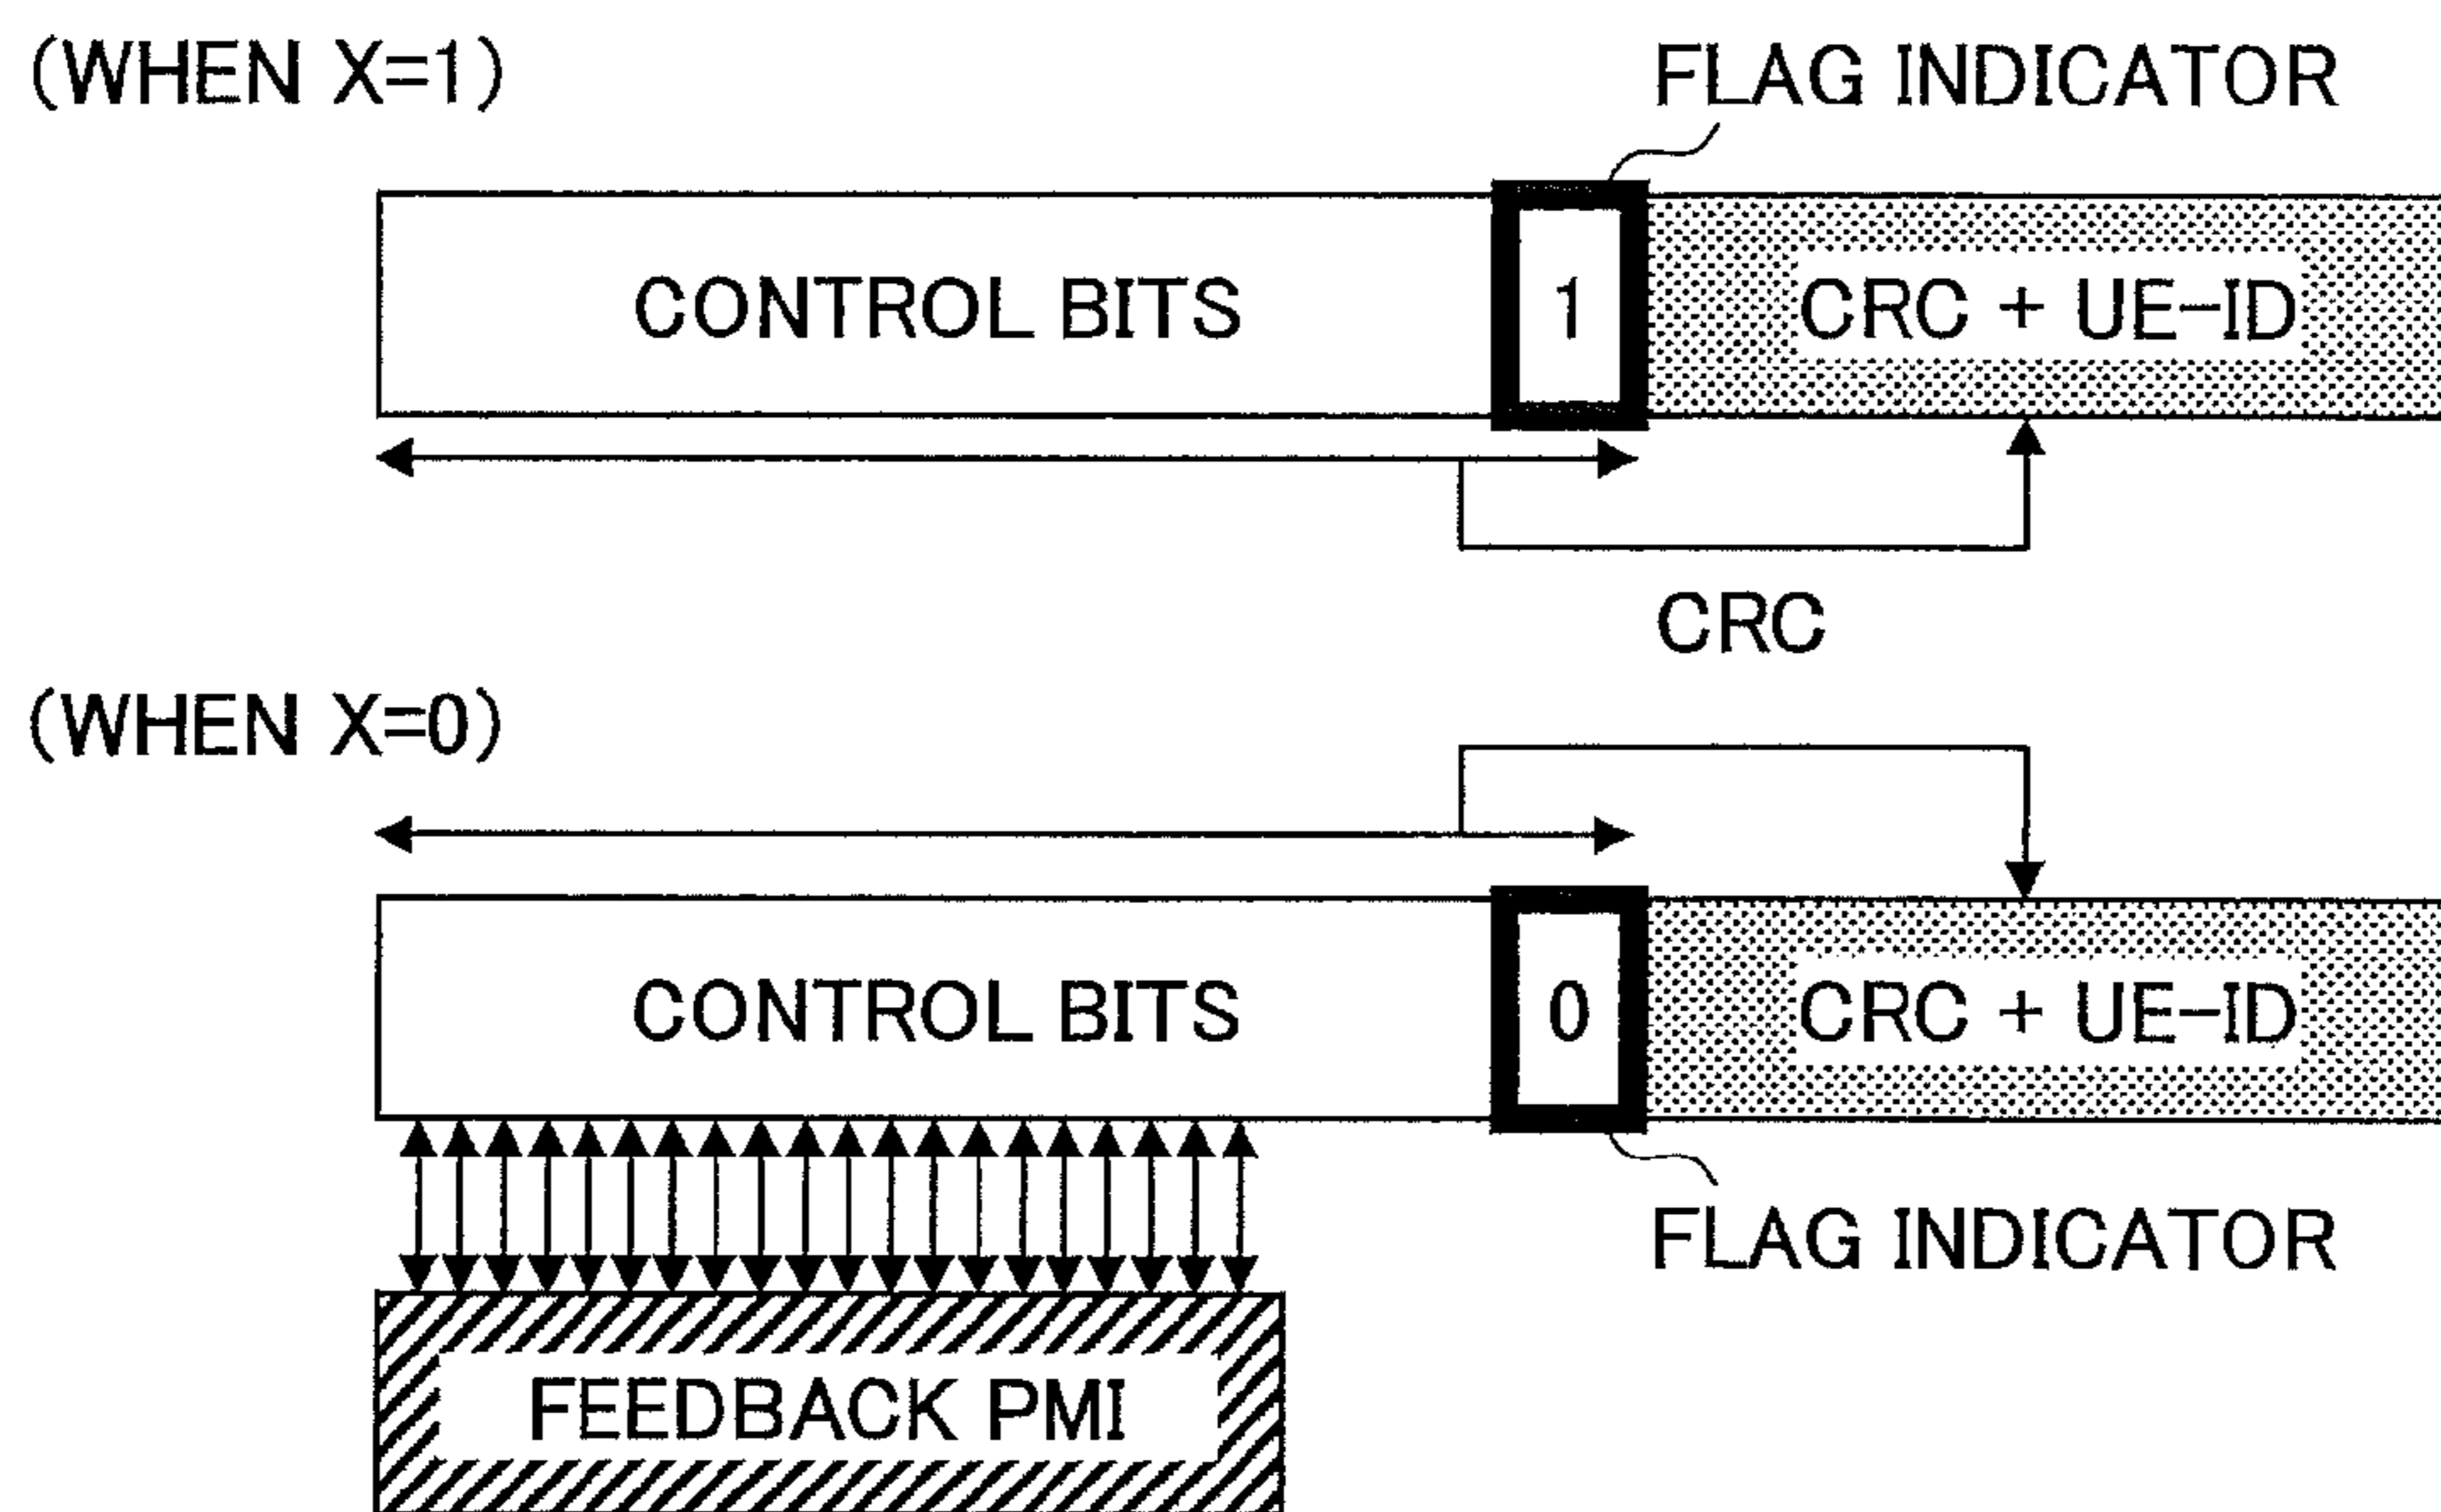 (WHEN X=1)
FLAG INDICATOR
CONTROL BITS
1
CRC + UE-ID
CRC
(WHEN X=0)
CONTROL BITS
0
CRC + UE-ID
FLAG INDICATOR
FEEDBACK PMI